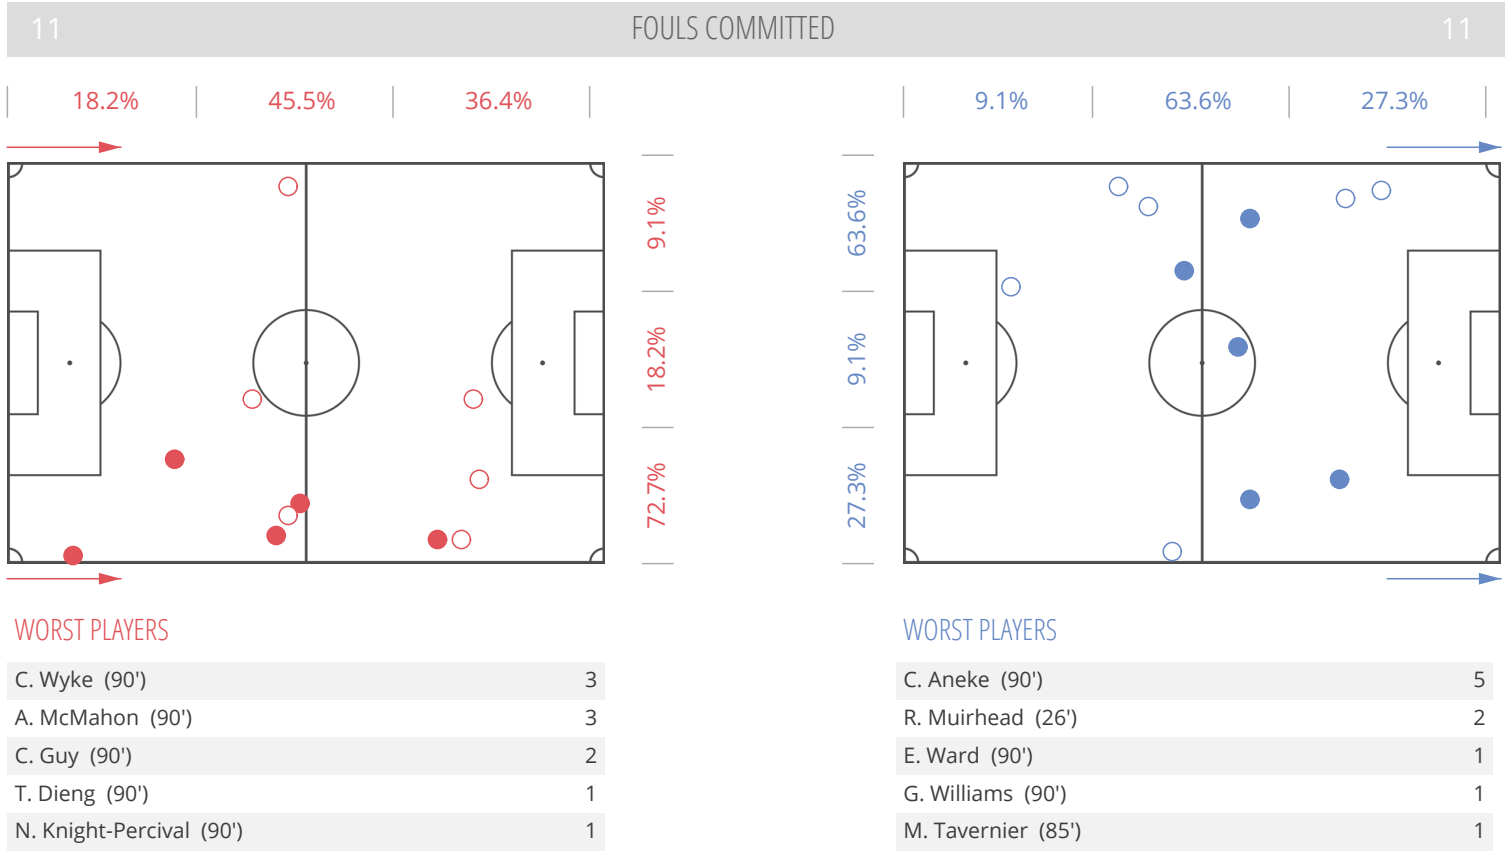 11 FOULS COMMITTED 11
18.2% 45.5% 36.4% 9.1% 63.6% 27.3%
9.1% 63.6%
18.2% 9.1%
72.7% 27.3%
WORST PLAYERS
C. Wyke (90') 3
A. McMahon (90') 3
C. Guy (90') 2
T. Dieng (90') 1
N. Knight-Percival (90') 1
WORST PLAYERS
C. Aneke (90') 5
R. Muirhead (26') 2
E. Ward (90') 1
G. Williams (90') 1
M. Tavernier (85') 1